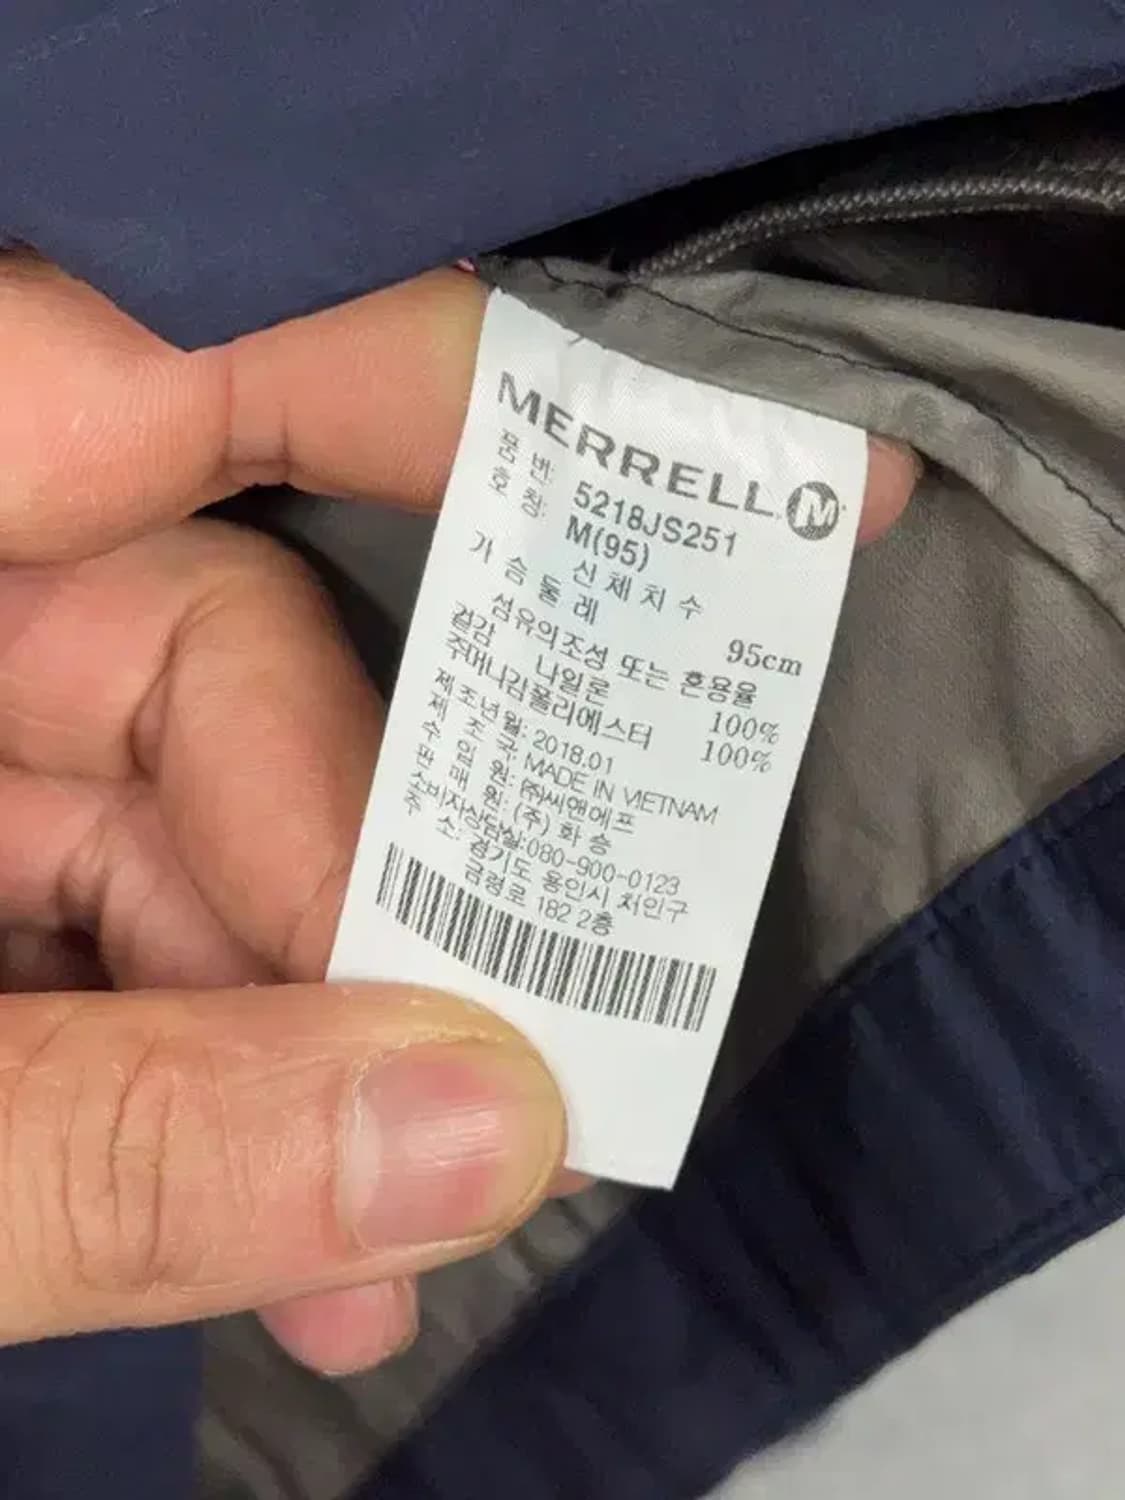 MERRELL M
품 번: 5218JS251
호 칭: M(95)
신 체 치 수
가 슴 둘 레 95cm
섬유의조성 또는 혼용율
겉감 나일론 100%
주머니감폴리에스터 100%
제조년월: 2018.01
제 조 국: MADE IN VIETNAM
수 입 원: ㈜씨앤에프
판 매 원: (주) 화 승
소비자상담실:080-900-0123
주 소: 경기도 용인시 처인구
금령로 182 2층